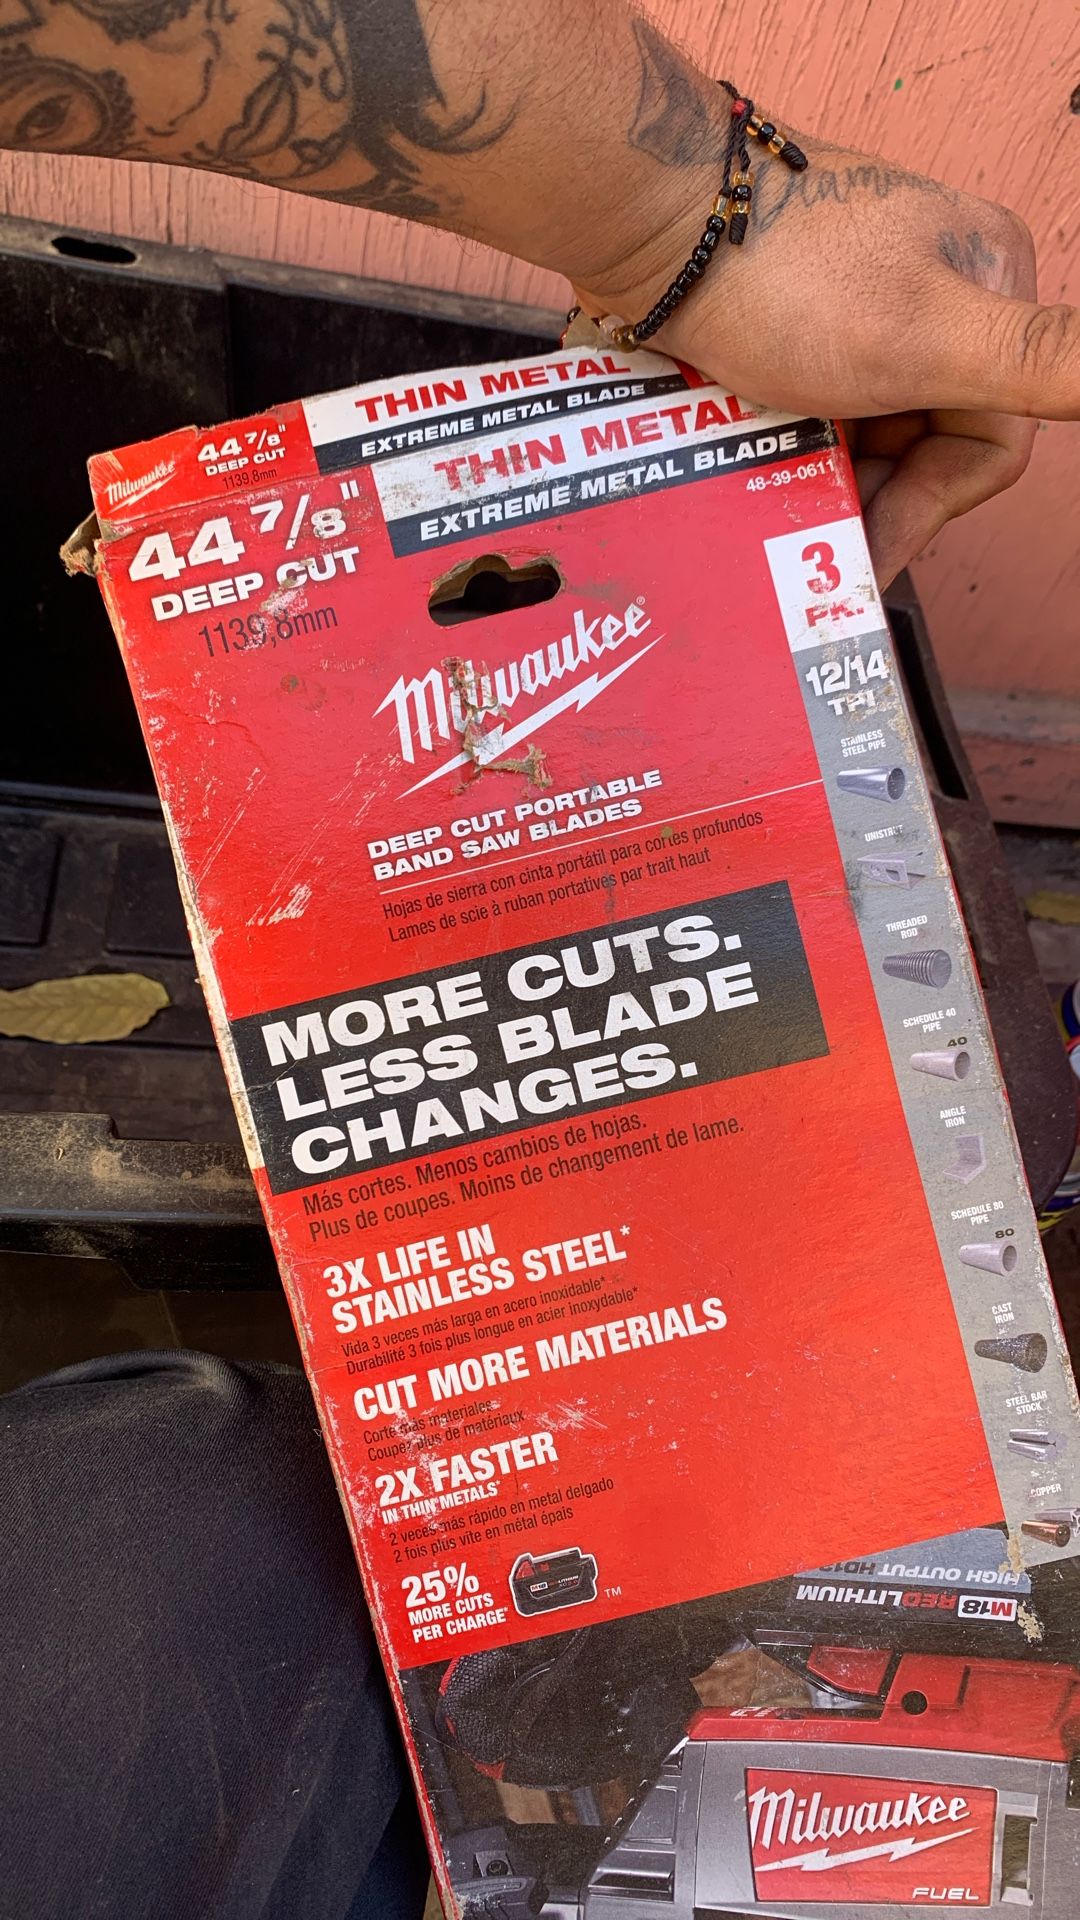 Diamon
THIN METAL
EXTREME METAL BLADE
Milwaukee
44 7/8"
DEEP CUT
1139,8mm
THIN METAL
EXTREME METAL BLADE
48-39-0611
44 7/8"
DEEP CUT
1139,8mm
3
PK.
Milwaukee®
12/14
TPI
DEEP CUT PORTABLE
BAND SAW BLADES
Hojas de sierra con cinta portátil para cortes profundos
Lames de scie à ruban portatives par trait haut
STAINLESS
STEEL PIPE
UNISTRUT
THREADED
ROD
SCHEDULE 40
PIPE
40
ANGLE
IRON
SCHEDULE 80
PIPE
80
CAST
IRON
STEEL BAR
STOCK
COPPER
MORE CUTS.
LESS BLADE
CHANGES.
Más cortes. Menos cambios de hojas.
Plus de coupes. Moins de changement de lame.
3X LIFE IN
STAINLESS STEEL*
Vida 3 veces más larga en acero inoxidable*
Durabilité 3 fois plus longue en acier inoxydable*
CUT MORE MATERIALS
Corte más materiales
Coupez plus de matériaux
2X FASTER
IN THIN METALS*
2 veces más rápido en metal delgado
2 fois plus vite en métal épais
25%
MORE CUTS
PER CHARGE*
M18
TM
M18 REDLITHIUM
HIGH OUTPUT HD12
Milwaukee
FUEL